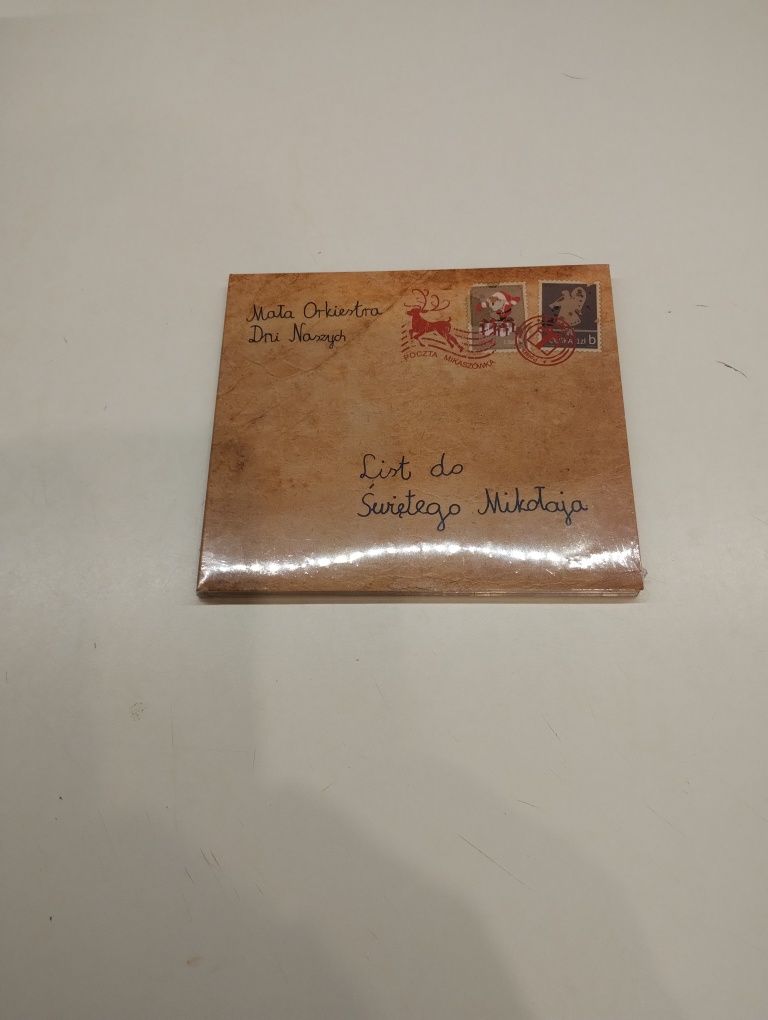 Mała Orkiestra
Dni Naszych
POCZTA MIKASZÓWKA
List do
Świętego Mikołaja